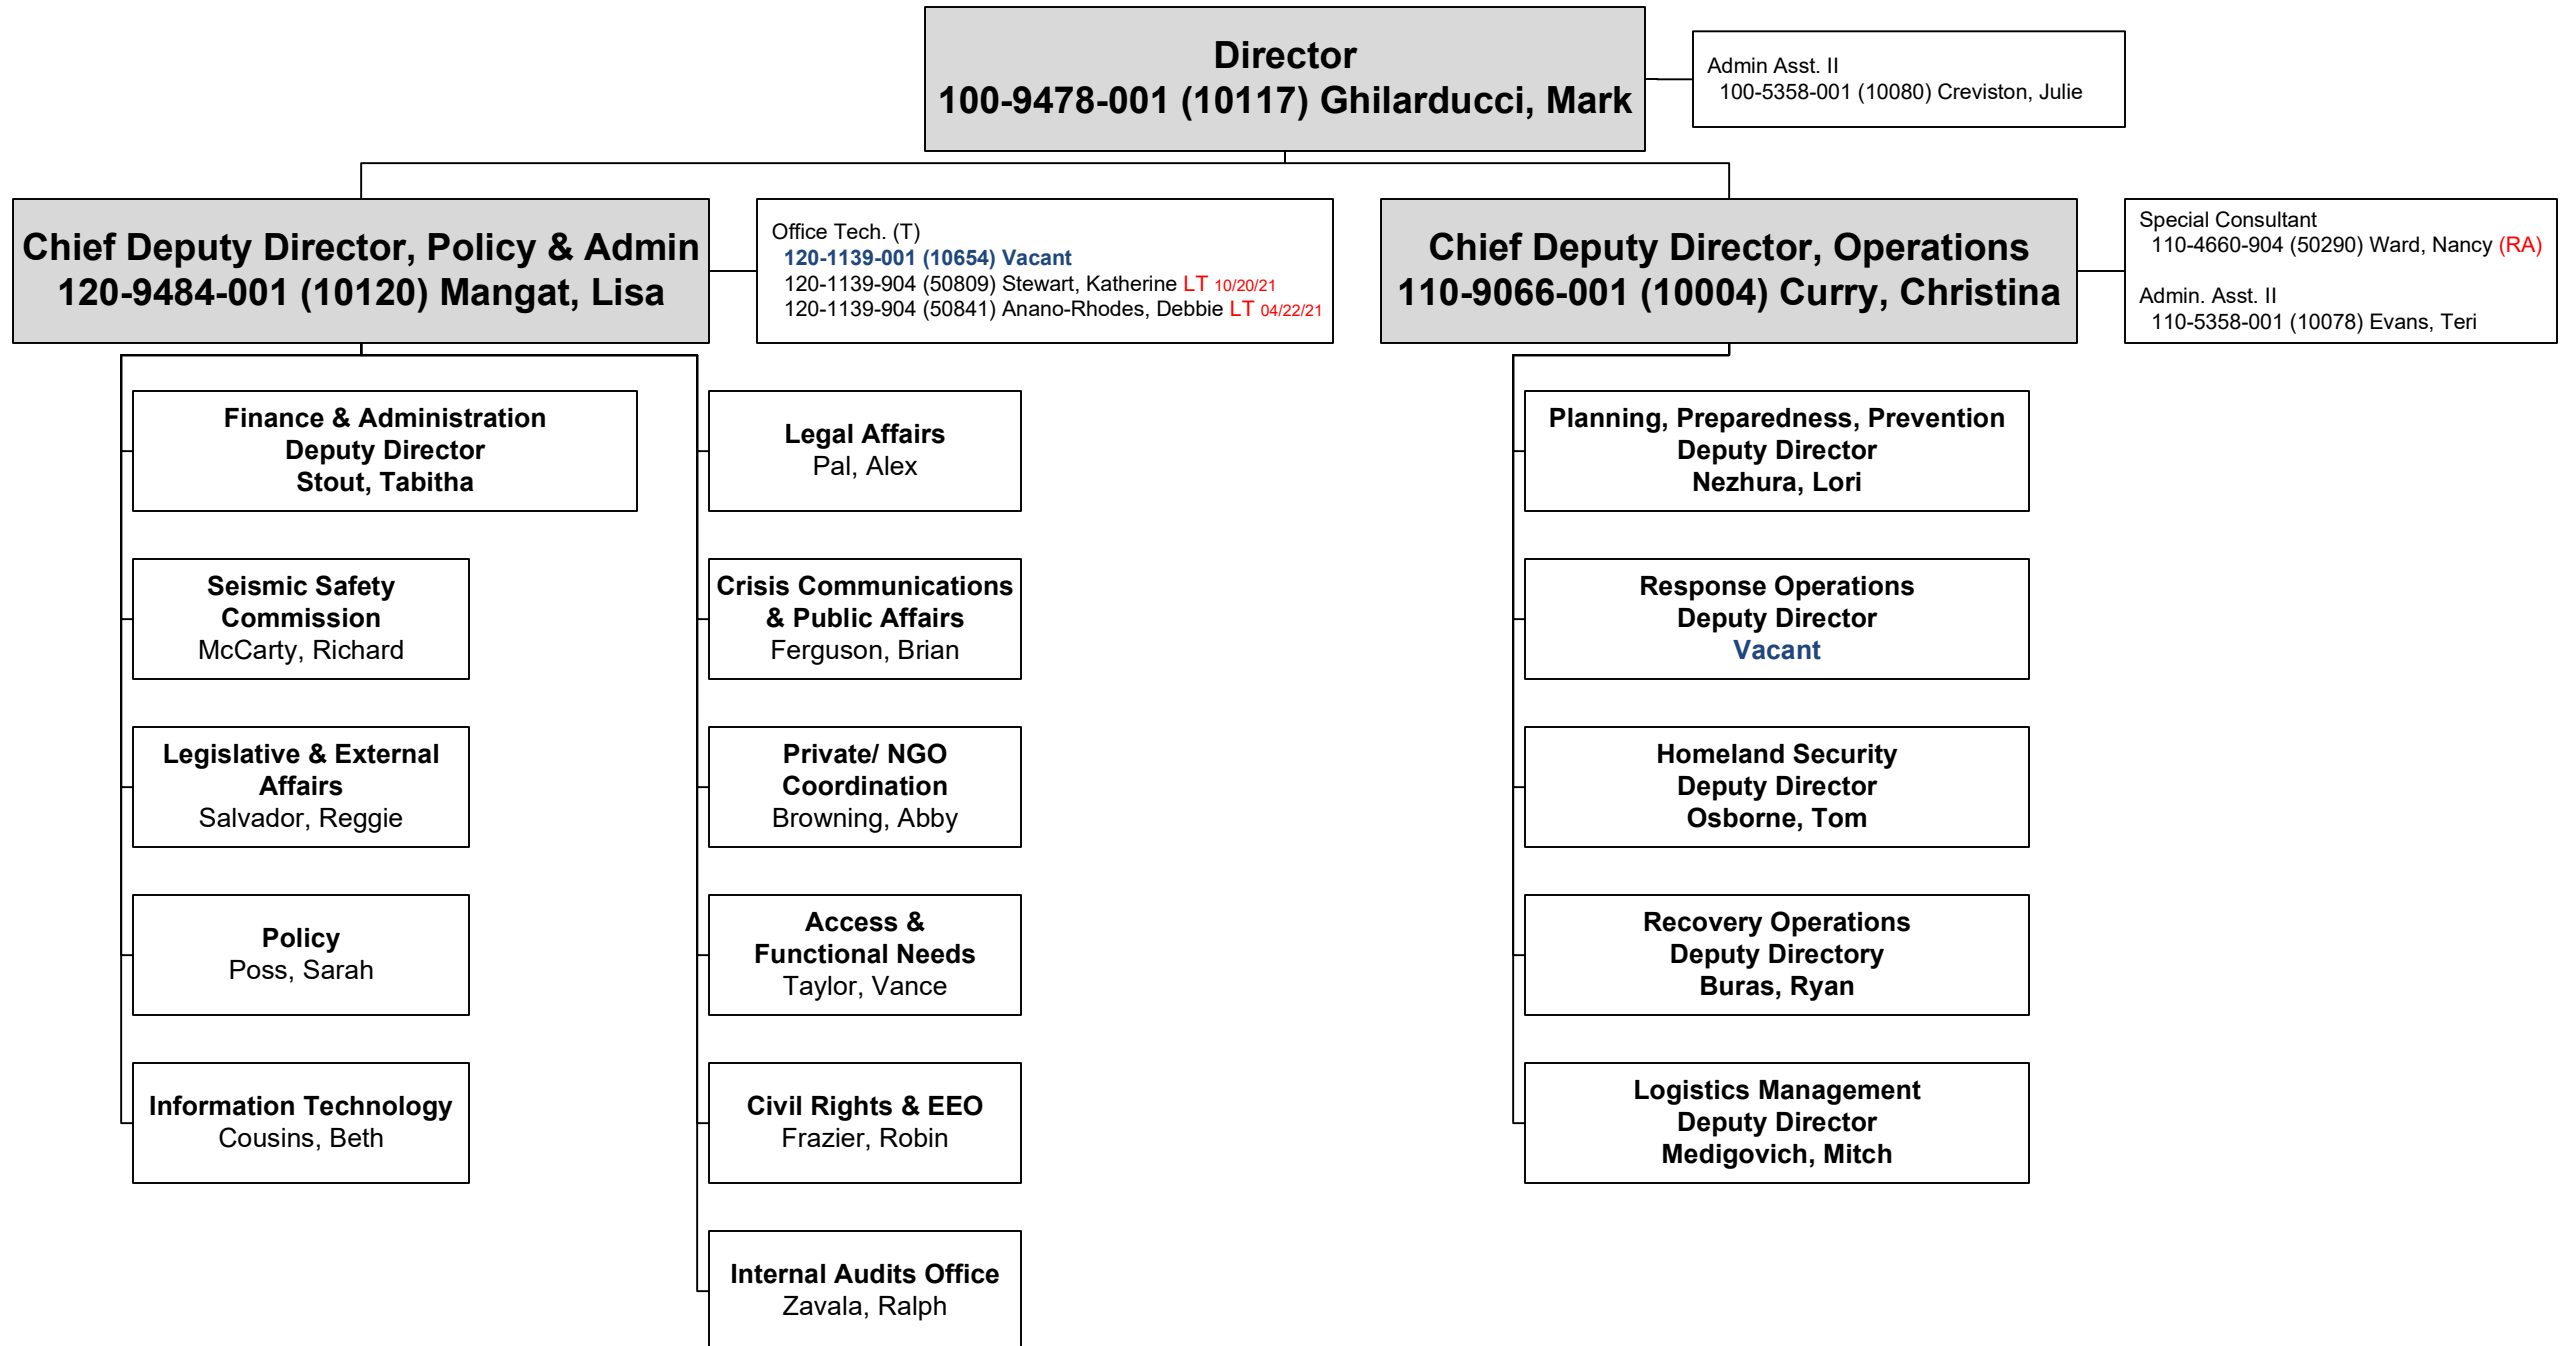 Director
100-9478-001 (10117) Ghilarducci, Mark
Admin Asst. II
100-5358-001 (10080) Creviston, Julie
Chief Deputy Director, Policy & Admin
120-9484-001 (10120) Mangat, Lisa
Office Tech. (T)
120-1139-001 (10654) Vacant
120-1139-904 (50809) Stewart, Katherine LT 10/20/21
120-1139-904 (50841) Anano-Rhodes, Debbie LT 04/22/21
Chief Deputy Director, Operations
110-9066-001 (10004) Curry, Christina
Special Consultant
110-4660-904 (50290) Ward, Nancy (RA)
Admin. Asst. II
110-5358-001 (10078) Evans, Teri
Finance & Administration
Deputy Director
Stout, Tabitha
Seismic Safety
Commission
McCarty, Richard
Legislative & External
Affairs
Salvador, Reggie
Policy
Poss, Sarah
Information Technology
Cousins, Beth
Legal Affairs
Pal, Alex
Crisis Communications
& Public Affairs
Ferguson, Brian
Private/ NGO
Coordination
Browning, Abby
Access &
Functional Needs
Taylor, Vance
Civil Rights & EEO
Frazier, Robin
Internal Audits Office
Zavala, Ralph
Planning, Preparedness, Prevention
Deputy Director
Nezhura, Lori
Response Operations
Deputy Director
Vacant
Homeland Security
Deputy Director
Osborne, Tom
Recovery Operations
Deputy Directory
Buras, Ryan
Logistics Management
Deputy Director
Medigovich, Mitch